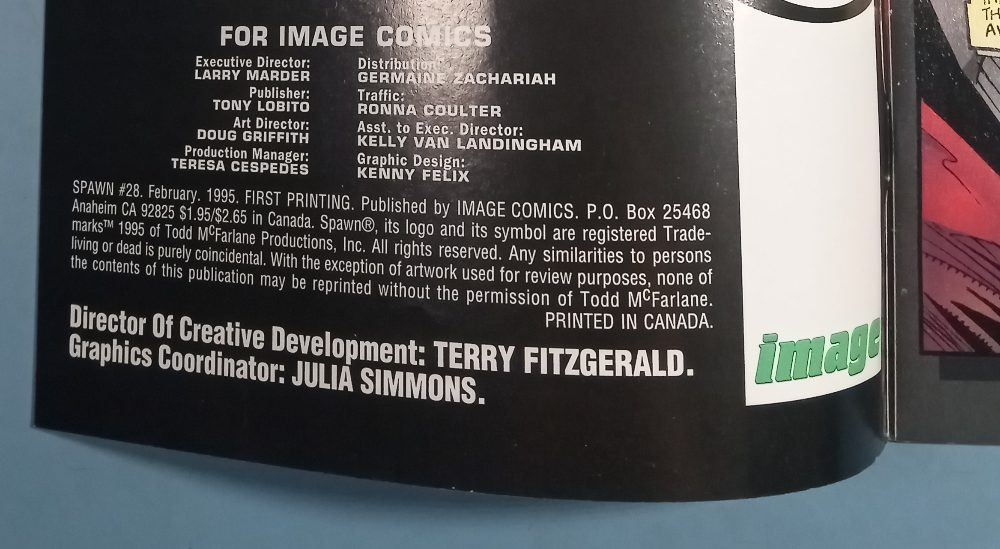 FOR IMAGE COMICS
Executive Director:
LARRY MARDER
Publisher:
TONY LOBITO
Art Director:
DOUG GRIFFITH
Production Manager:
TERESA CESPEDES
Distribution:
GERMAINE ZACHARIAH
Traffic:
RONNA COULTER
Asst. to Exec. Director:
KELLY VAN LANDINGHAM
Graphic Design:
KENNY FELIX
SPAWN #28. February. 1995. FIRST PRINTING. Published by IMAGE COMICS. P.O. Box 25468
Anaheim CA 92825 $1.95/$2.65 in Canada. Spawn®, its logo and its symbol are registered Trade-
marks™ 1995 of Todd McFarlane Productions, Inc. All rights reserved. Any similarities to persons
living or dead is purely coincidental. With the exception of artwork used for review purposes, none of
the contents of this publication may be reprinted without the permission of Todd McFarlane.
PRINTED IN CANADA.
Director Of Creative Development: TERRY FITZGERALD.
Graphics Coordinator: JULIA SIMMONS.
image